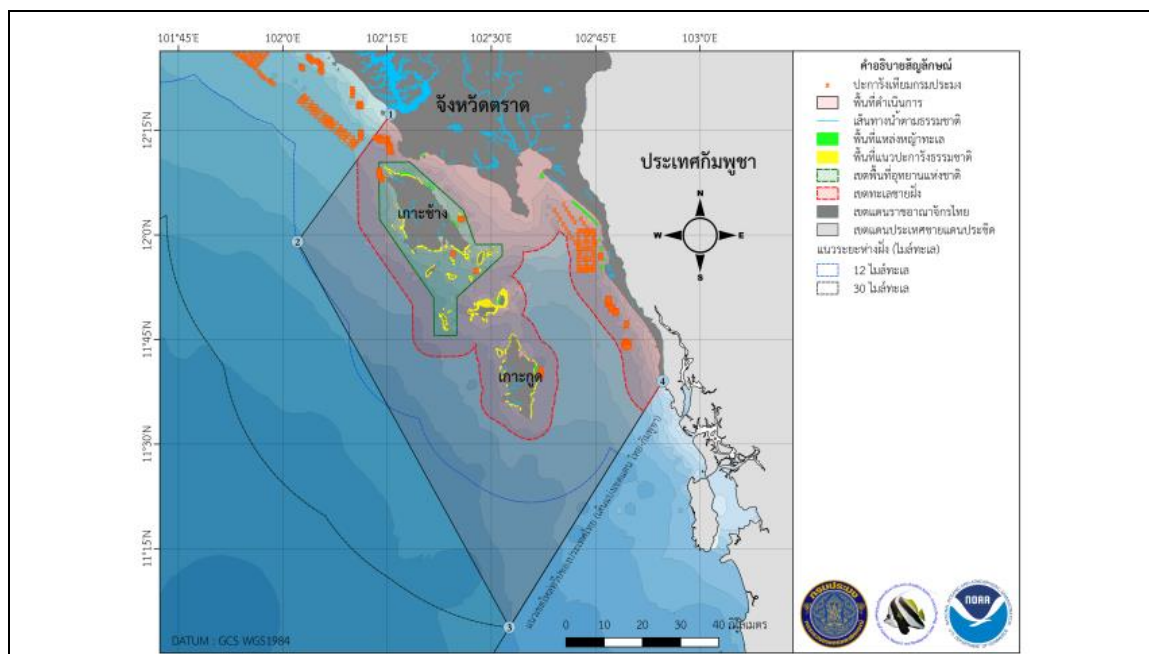 101°45'E
102°0'E
102°15'E
102°30'E
102°45'E
103°0'E
12°15'N
12°0'N
11°45'N
11°30'N
11°15'N
จังหวัดตราด
ประเทศกัมพูชา
N
W
E
S
1
เกาะช้าง
2
เกาะกูด
4
3
DATUM : GCS WGS1984
0 10 20 30 40 กิโลเมตร
คำอธิบายสัญลักษณ์
ปะการังเทียมกรมประมง
พื้นที่ดำเนินการ
เส้นทางน้ำตามธรรมชาติ
พื้นที่แหล่งหญ้าทะเล
พื้นที่แนวปะการังธรรมชาติ
เขตพื้นที่อุทยานแห่งชาติ
เขตทะเลชายฝั่ง
เขตแดนราชอาณาจักรไทย
เขตแดนประเทศชายแดนประชิด
แนวระยะห่างฝั่ง (ไมล์ทะเล)
12 ไมล์ทะเล
30 ไมล์ทะเล
กรมประมง
NOAA